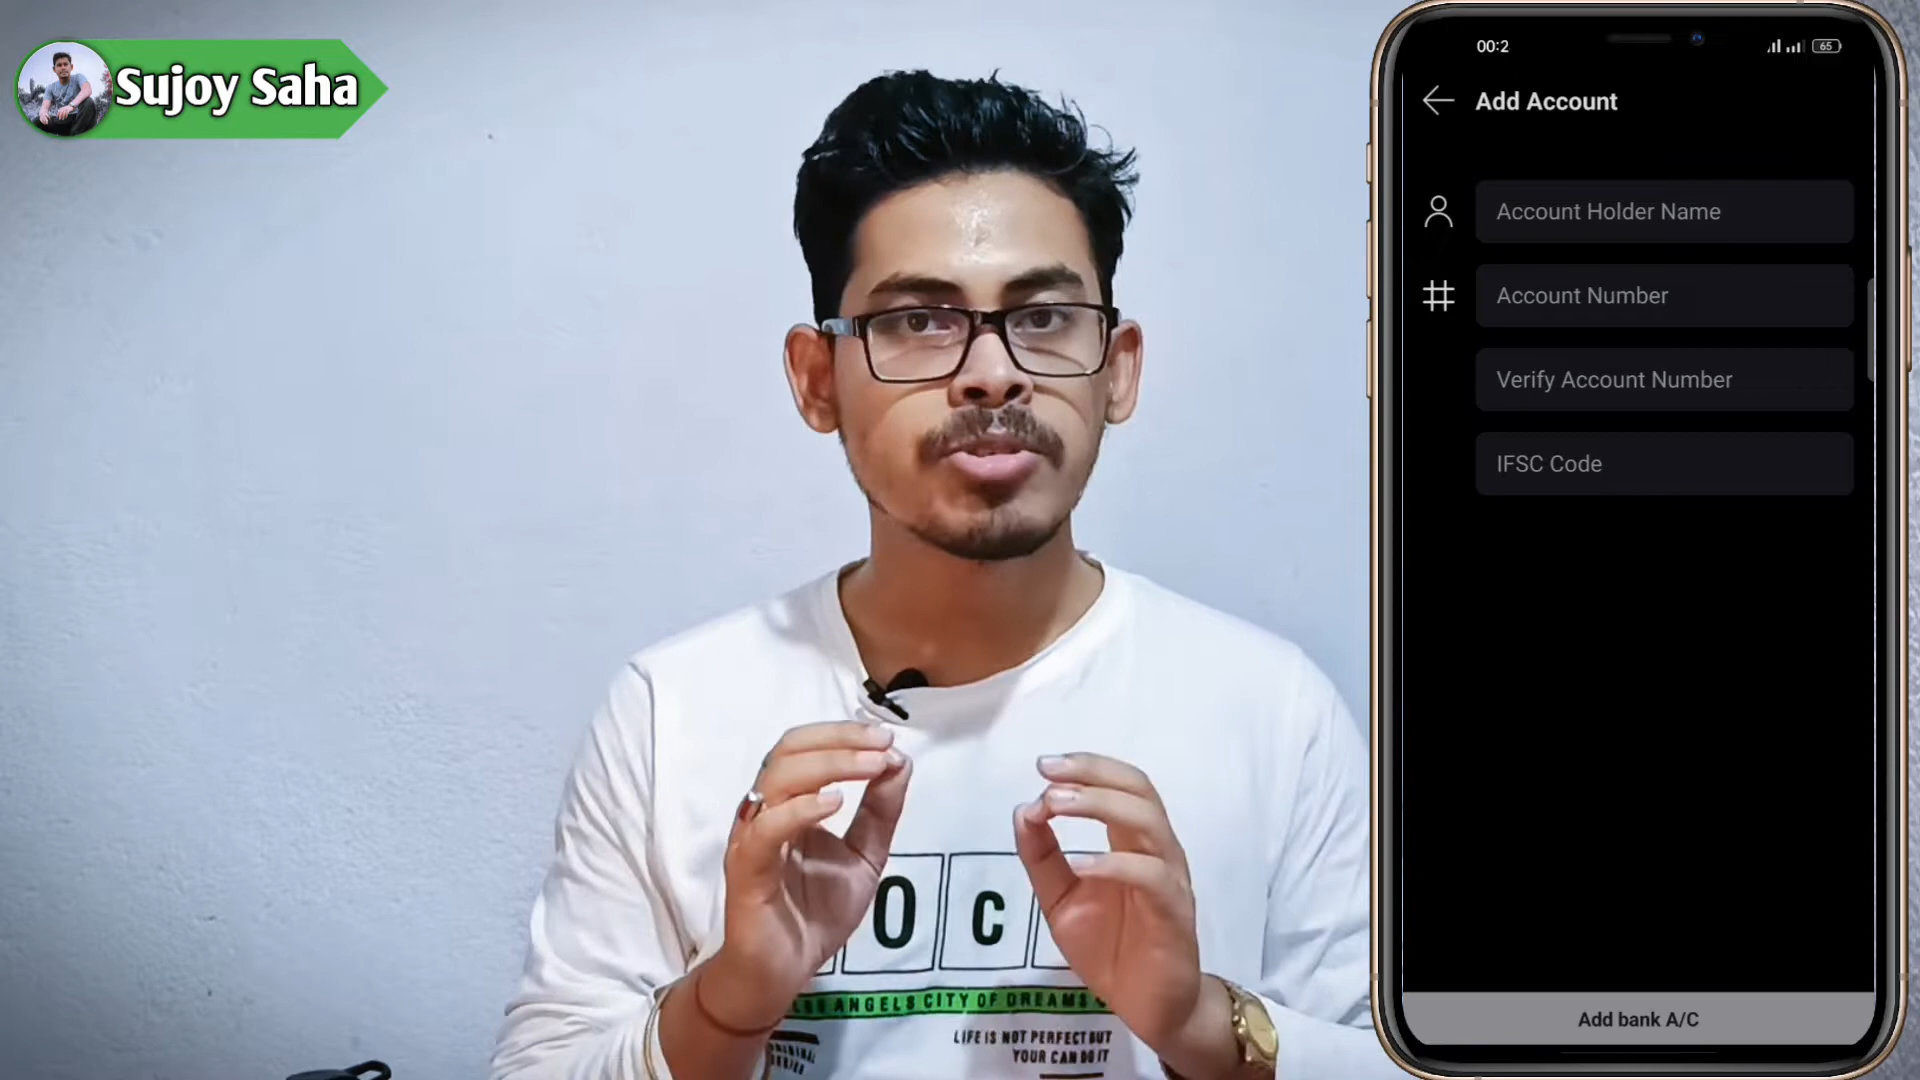 Sujoy Saha
00:2
65
Add Account
Account Holder Name
Account Number
Verify Account Number
IFSC Code
Add bank A/C
O C
ANGELS CITY OF DREAMS
LIFE IS NOT PERFECT BUT
YOUR CAN DO IT